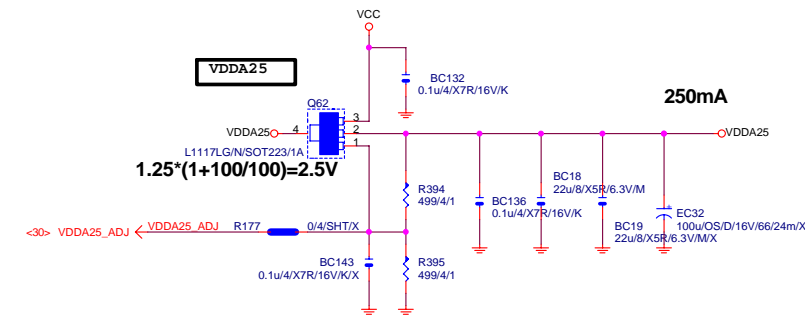 VCC
VDDA25
BC132
0.1u/4/X7R/16V/K
250mA
Q62
3
VDDA25 4 2 VDDA25
1
L1117LG/N/SOT223/1A
1.25*(1+100/100)=2.5V
R394
499/4/1
BC136
0.1u/4/X7R/16V/K
BC18
22u/8/X5R/6.3V/M
BC19
22u/8/X5R/6.3V/M/X
EC32
100u/OS/D/16V/66/24m/X
<30> VDDA25_ADJ VDDA25_ADJ R177 0/4/SHT/X
BC143
0.1u/4/X7R/16V/K/X
R395
499/4/1